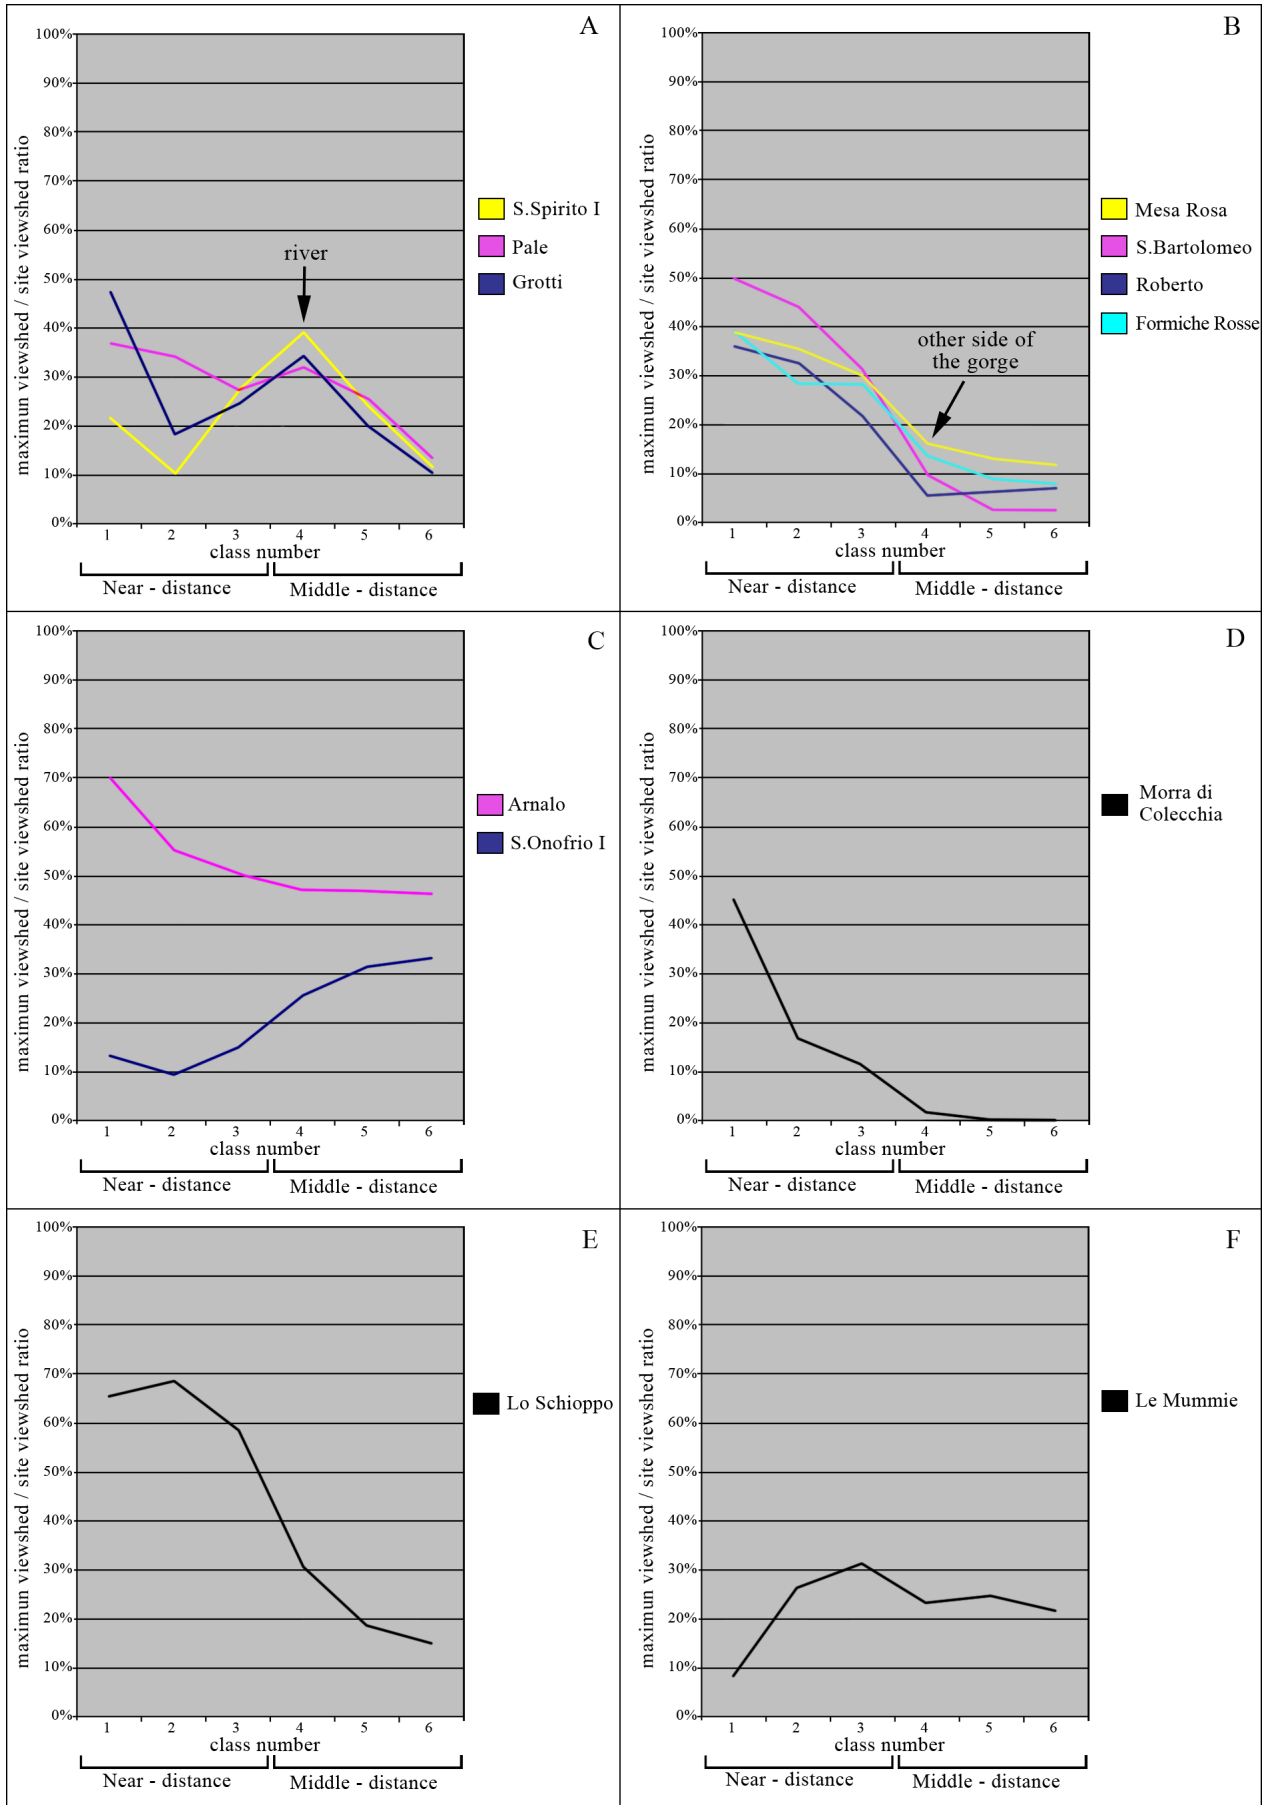 A
100%
90%
80%
70%
60%
50%
40%
30%
20%
10%
0%
maximun viewshed / site viewshed ratio
river
S.Spirito I
Pale
Grotti
1 2 3 4 5 6
class number
Near - distance Middle - distance
B
100%
90%
80%
70%
60%
50%
40%
30%
20%
10%
0%
maximun viewshed / site viewshed ratio
other side of
the gorge
Mesa Rosa
S.Bartolomeo
Roberto
Formiche Rosse
1 2 3 4 5 6
class number
Near - distance Middle - distance
C
100%
90%
80%
70%
60%
50%
40%
30%
20%
10%
0%
maximun viewshed / site viewshed ratio
Arnalo
S.Onofrio I
1 2 3 4 5 6
class number
Near - distance Middle - distance
D
100%
90%
80%
70%
60%
50%
40%
30%
20%
10%
0%
maximun viewshed / site viewshed ratio
Morra di
Colecchia
1 2 3 4 5 6
class number
Near - distance Middle - distance
E
100%
90%
80%
70%
60%
50%
40%
30%
20%
10%
0%
maximun viewshed / site viewshed ratio
Lo Schioppo
1 2 3 4 5 6
class number
Near - distance Middle - distance
F
100%
90%
80%
70%
60%
50%
40%
30%
20%
10%
0%
maximun viewshed / site viewshed ratio
Le Mummie
1 2 3 4 5 6
class number
Near - distance Middle - distance